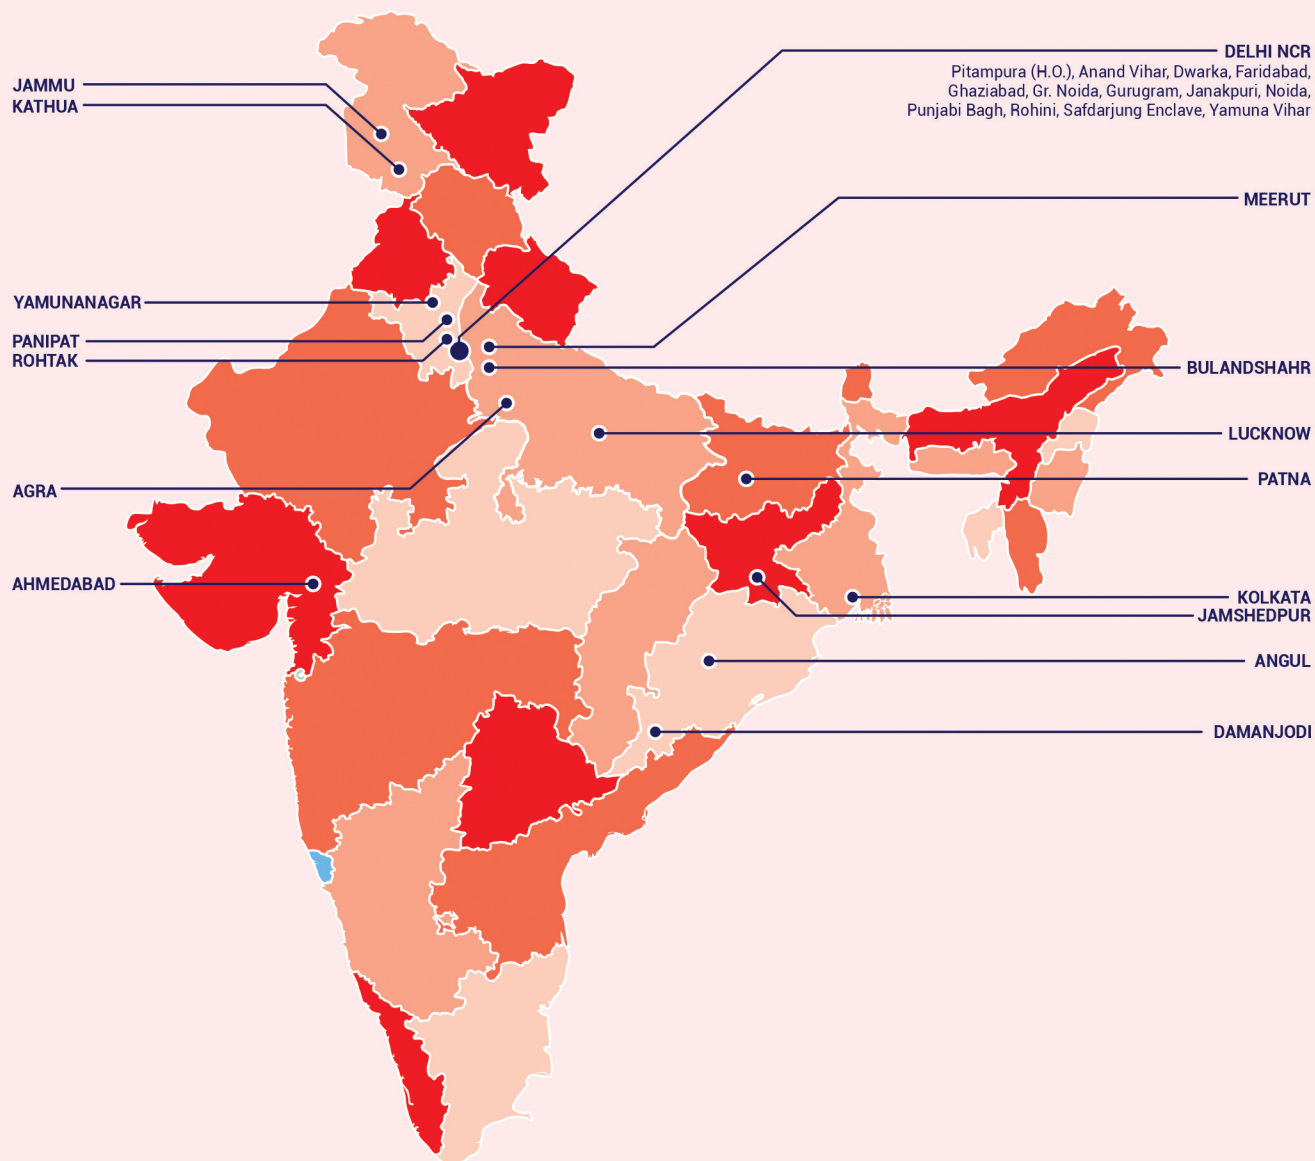 DELHI NCR
Pitampura (H.O.), Anand Vihar, Dwarka, Faridabad,
Ghaziabad, Gr. Noida, Gurugram, Janakpuri, Noida,
Punjabi Bagh, Rohini, Safdarjung Enclave, Yamuna Vihar
JAMMU
KATHUA
MEERUT
YAMUNANAGAR
PANIPAT
ROHTAK
BULANDSHAHR
LUCKNOW
PATNA
AGRA
AHMEDABAD
KOLKATA
JAMSHEDPUR
ANGUL
DAMANJODI